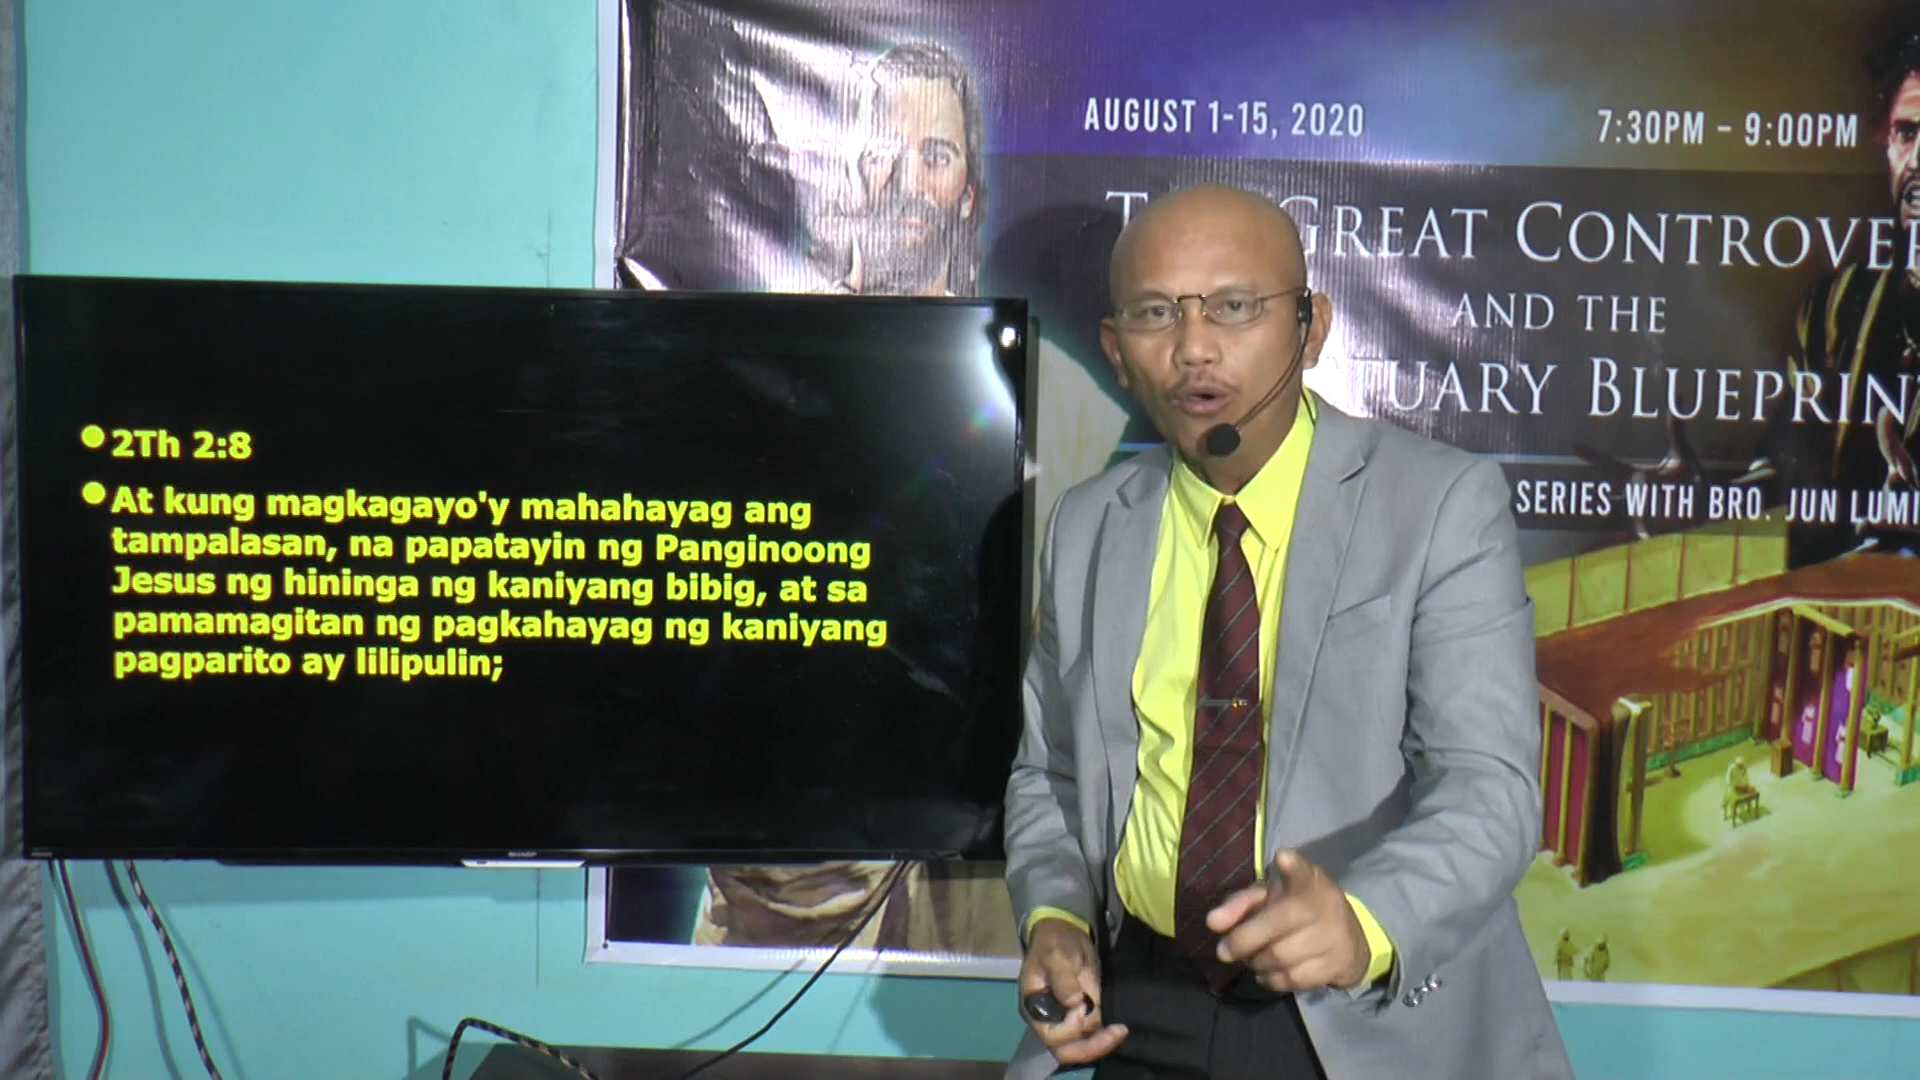 AUGUST 1-15, 2020
7:30PM – 9:00PM
GREAT
AND THE
BLUEPRIN
SERIES WITH BRO. JUN
2Th 2:8
At kung magkagayo'y mahahayag ang
tampalasan, na papatayin ng Panginoong
Jesus ng hininga ng kaniyang bibig, at sa
pamamagitan ng pagkahayag ng kaniyang
pagparito ay lilipulin;
SHARP